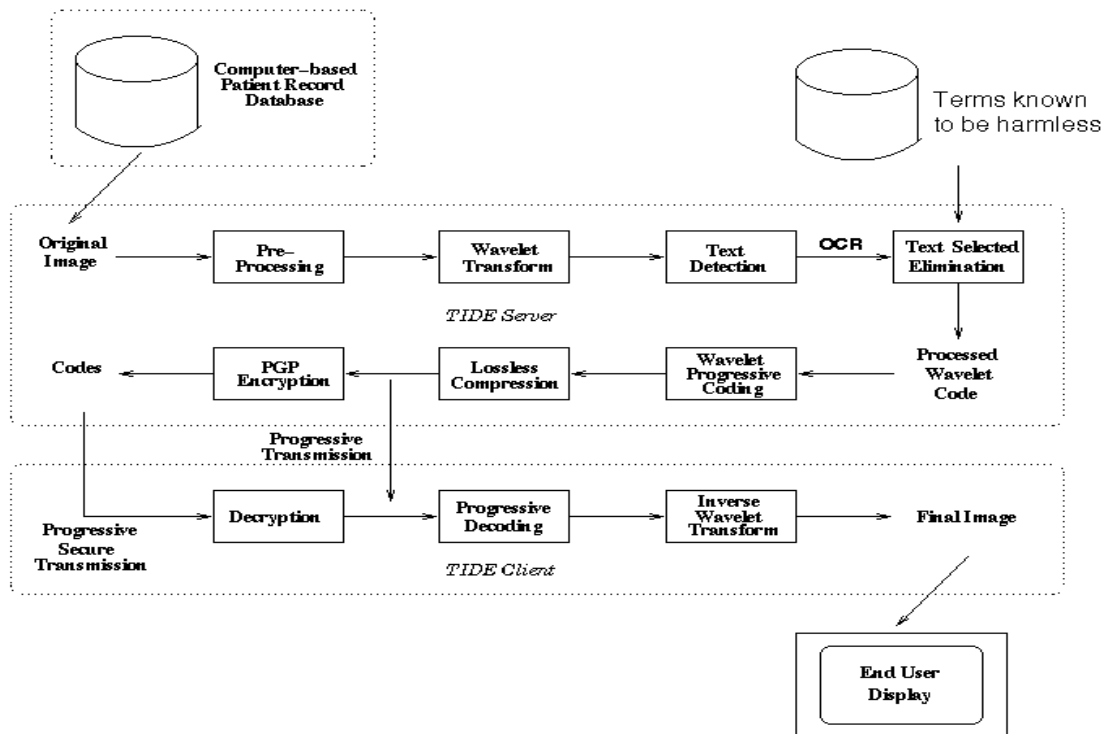 Computer-based
Patient Record
Database
Terms known
to be harmless
Original
Image
Pre-
Processing
Wavelet
Transform
Text
Detection
OCR
Text Selected
Elimination
TIDE Server
Codes
PGP
Encryption
Lossless
Compression
Wavelet
Progressive
Coding
Processed
Wavelet
Code
Progressive
Transmission
Progressive
Secure
Transmission
Decryption
Progressive
Decoding
Inverse
Wavelet
Transform
Final Image
TIDE Client
End User
Display